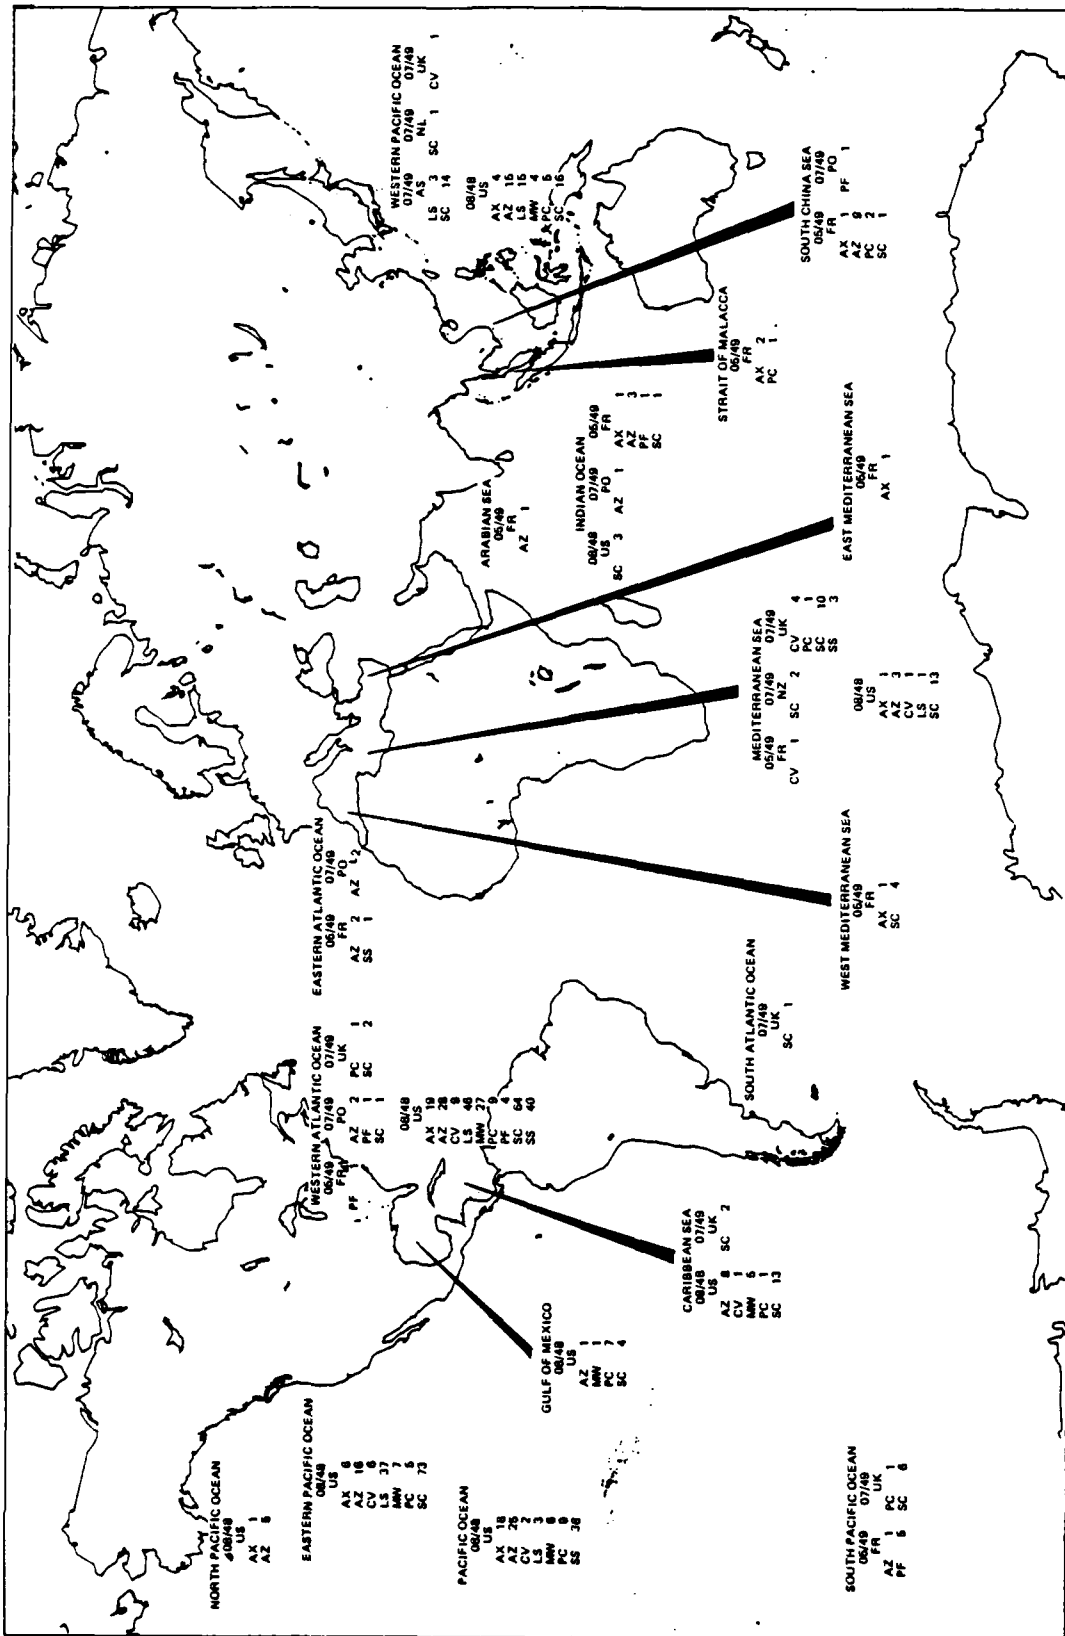 NORTH PACIFIC OCEAN
08/48
US
AX 1
AZ 5
EASTERN PACIFIC OCEAN
08/48
US
AX 6
AZ 16
CV 6
LS 37
MW 7
PC 5
SC 73
PACIFIC OCEAN
08/48
US
AX 18
AZ 25
CV 2
LS 3
MW 6
PC 9
SS 36
SOUTH PACIFIC OCEAN
05/49 07/49
FR UK
AZ 1 PC 1
PF 5 SC 6
GULF OF MEXICO
08/48
US
AZ 1
MW 1
PC 7
SC 4
CARIBBEAN SEA
08/48 07/49
US UK
AZ 8 SC 2
CV 1
MW 5
PC 1
SC 13
WESTERN ATLANTIC OCEAN
05/49 07/49 07/49
FR PO UK
PF 1 AZ 2 PC 1
PF 1 SC 2
SC 1
08/48
US
AX 19
AZ 28
CV 9
LS 46
MW 27
PC 9
PF 4
SC 64
SS 40
SOUTH ATLANTIC OCEAN
07/49
UK
SC 1
EASTERN ATLANTIC OCEAN
05/49 07/49
FR PO
AZ 2 AZ 2
SS 1
WEST MEDITERRANEAN SEA
05/49
FR
AX 1
SC 4
MEDITERRANEAN SEA
05/49 07/49 07/49
FR NZ UK
CV 1 SC 2 CV 4
PC 1
SC 10
SS 3
08/48
US
AX 1
AZ 3
CV 1
LS 1
SC 13
EAST MEDITERRANEAN SEA
05/49
FR
AX 1
ARABIAN SEA
05/49
FR
AZ 1
INDIAN OCEAN
08/48 07/49 05/49
US PO FR
SC 3 AZ 1 AX 1
AZ 3
PF 1
SC 1
STRAIT OF MALACCA
05/49
FR
AX 2
PC 1
SOUTH CHINA SEA
05/49 07/49
FR PO
AX 1 PF 1
AZ 9
PC 2
SC 1
WESTERN PACIFIC OCEAN
07/49 07/49 07/49
AS NL UK
LS 3 SC 1 CV 1
SC 14
08/48
US
AX 4
AZ 15
LS 15
MW 4
PC 5
SC 16